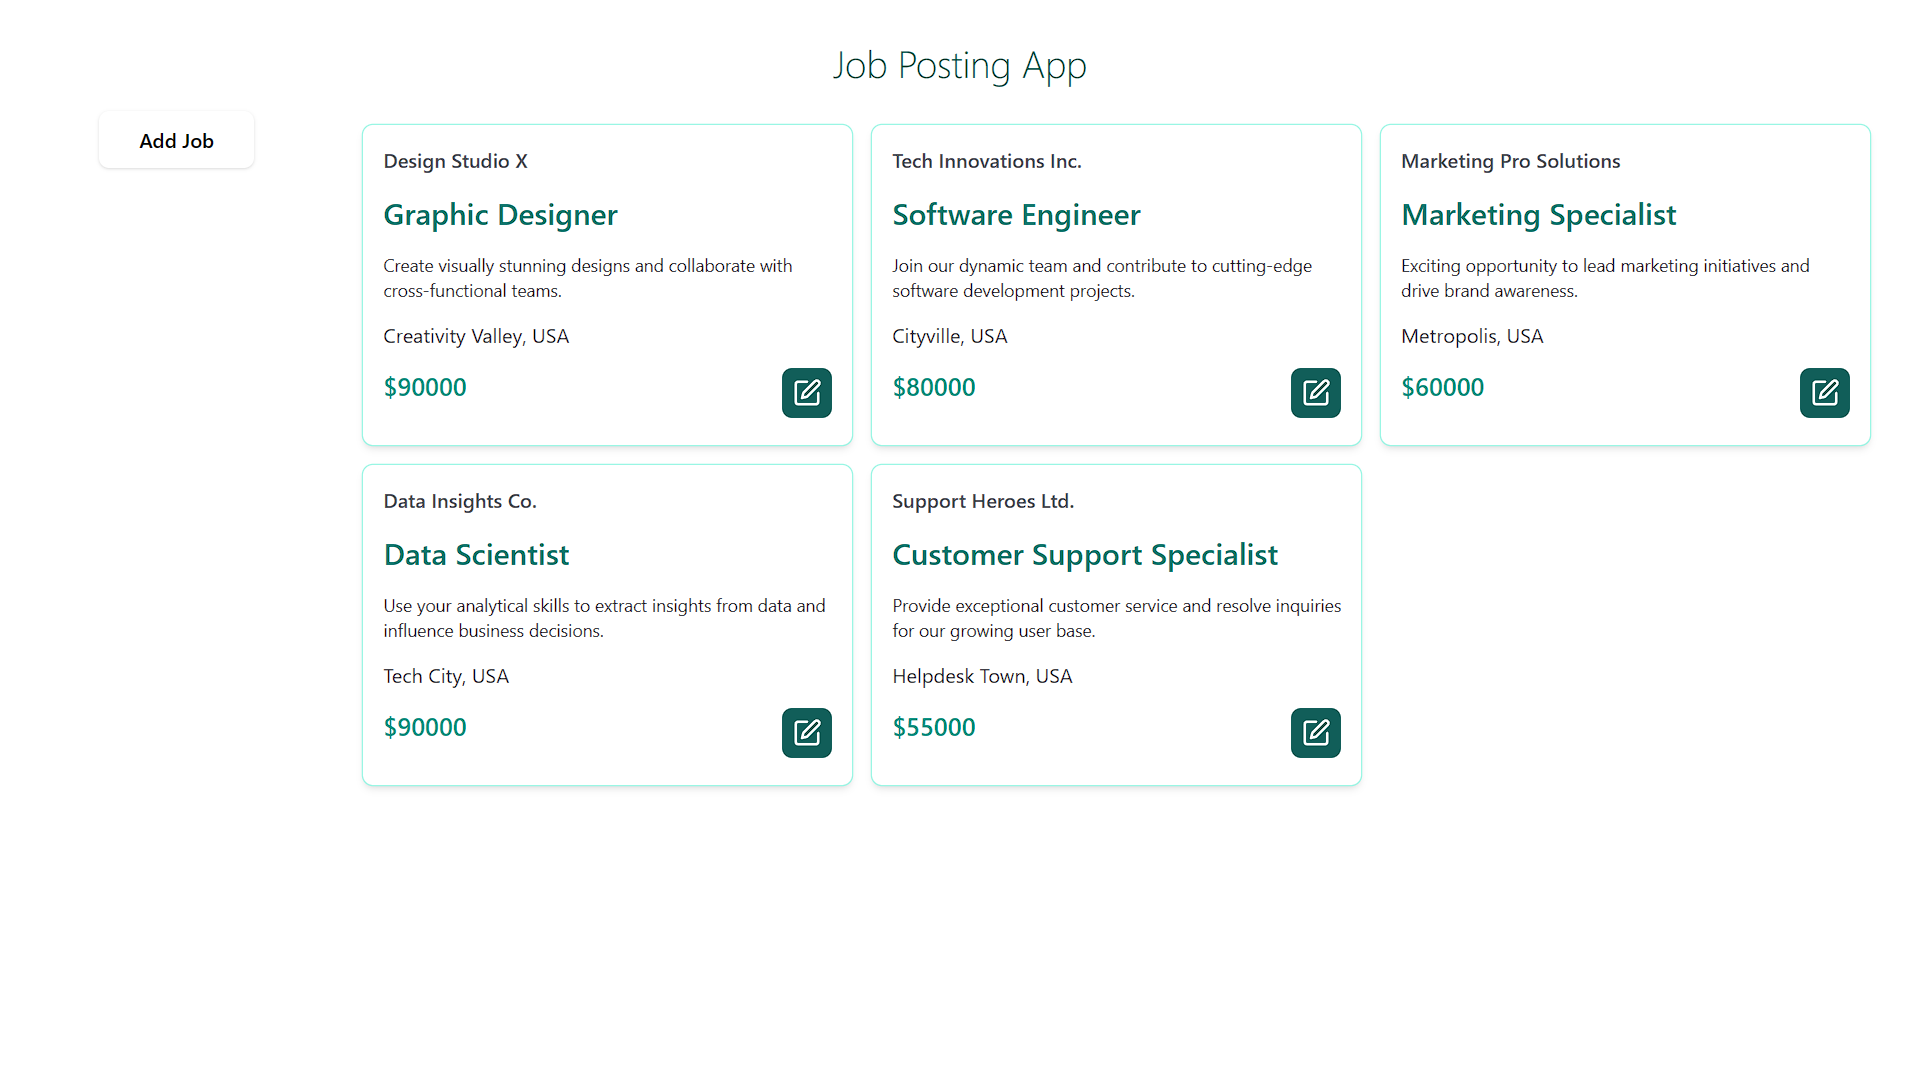 Job Posting App
Add Job
Design Studio X
Graphic Designer
Create visually stunning designs and collaborate with
cross-functional teams.
Creativity Valley, USA
$90000
Tech Innovations Inc.
Software Engineer
Join our dynamic team and contribute to cutting-edge
software development projects.
Cityville, USA
$80000
Marketing Pro Solutions
Marketing Specialist
Exciting opportunity to lead marketing initiatives and
drive brand awareness.
Metropolis, USA
$60000
Data Insights Co.
Data Scientist
Use your analytical skills to extract insights from data and
influence business decisions.
Tech City, USA
$90000
Support Heroes Ltd.
Customer Support Specialist
Provide exceptional customer service and resolve inquiries
for our growing user base.
Helpdesk Town, USA
$55000